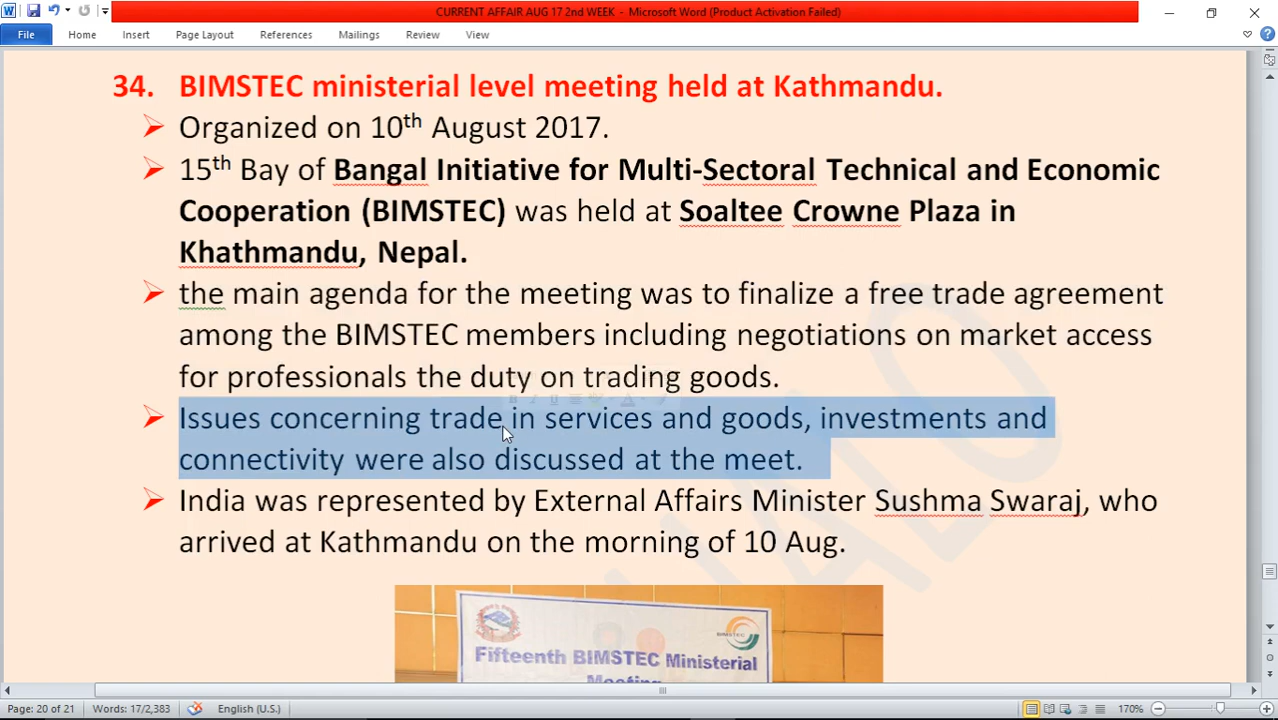 CURRENT AFFAIR AUG 17 2nd WEEK - Microsoft Word (Product Activation Failed)
File Home Insert Page Layout References Mailings Review View
34. BIMSTEC ministerial level meeting held at Kathmandu.
Organized on 10th August 2017.
15th Bay of Bangal Initiative for Multi-Sectoral Technical and Economic
Cooperation (BIMSTEC) was held at Soaltee Crowne Plaza in
Khathmandu, Nepal.
the main agenda for the meeting was to finalize a free trade agreement
among the BIMSTEC members including negotiations on market access
for professionals the duty on trading goods.
Issues concerning trade in services and goods, investments and
connectivity were also discussed at the meet.
India was represented by External Affairs Minister Sushma Swaraj, who
arrived at Kathmandu on the morning of 10 Aug.
BIMSTEC
Fifteenth BIMSTEC Ministerial
Meeting
Page: 20 of 21 Words: 17/2,383 English (U.S.) 170%